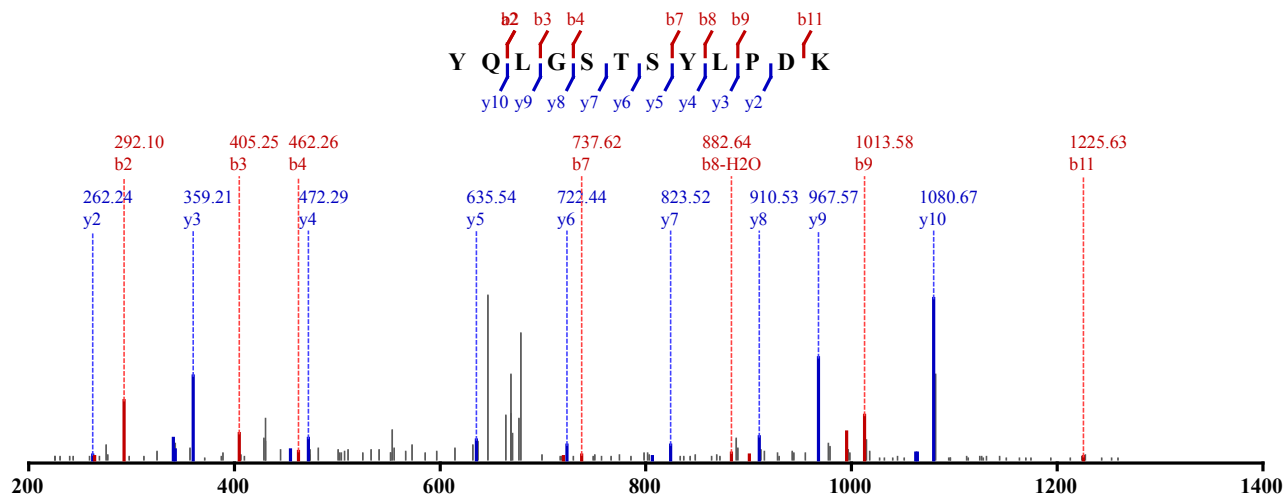 a2 b2 b3 b4 b7 b8 b9 b11
Y Q L G S T S Y L P D K
y10 y9 y8 y7 y6 y5 y4 y3 y2
292.10 405.25 462.26 737.62 882.64 1013.58 1225.63
b2 b3 b4 b7 b8-H2O b9 b11
262.24 359.21 472.29 635.54 722.44 823.52 910.53 967.57 1080.67
y2 y3 y4 y5 y6 y7 y8 y9 y10
200 400 600 800 1000 1200 1400